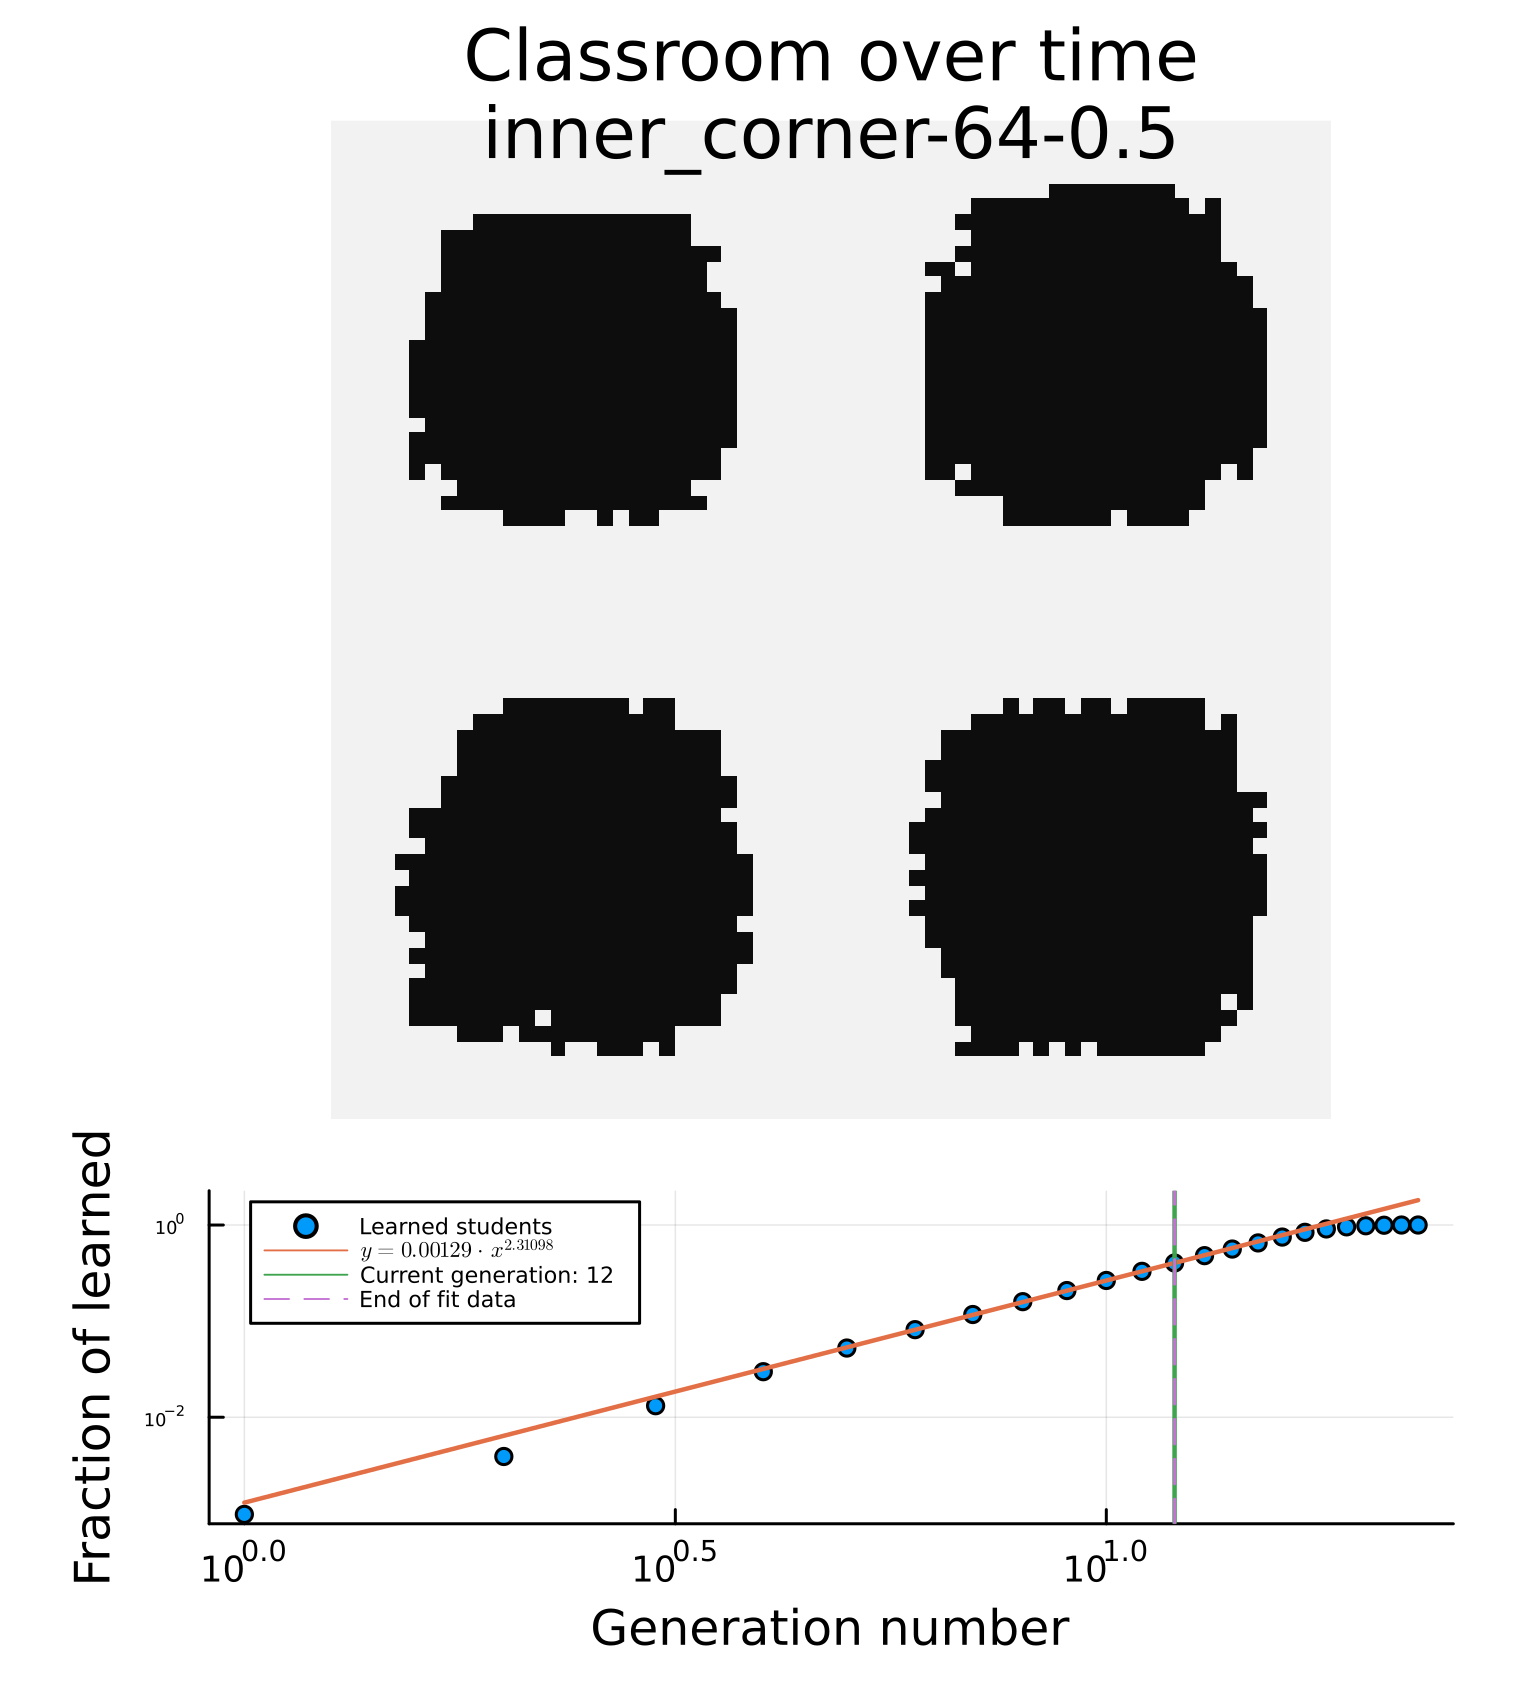 Classroom over time
inner_corner-64-0.5
Fraction of learned
10^0
10^-2
Learned students
y = 0.00129 · x^2.31098
Current generation: 12
End of fit data
10^0.0
10^0.5
10^1.0
Generation number